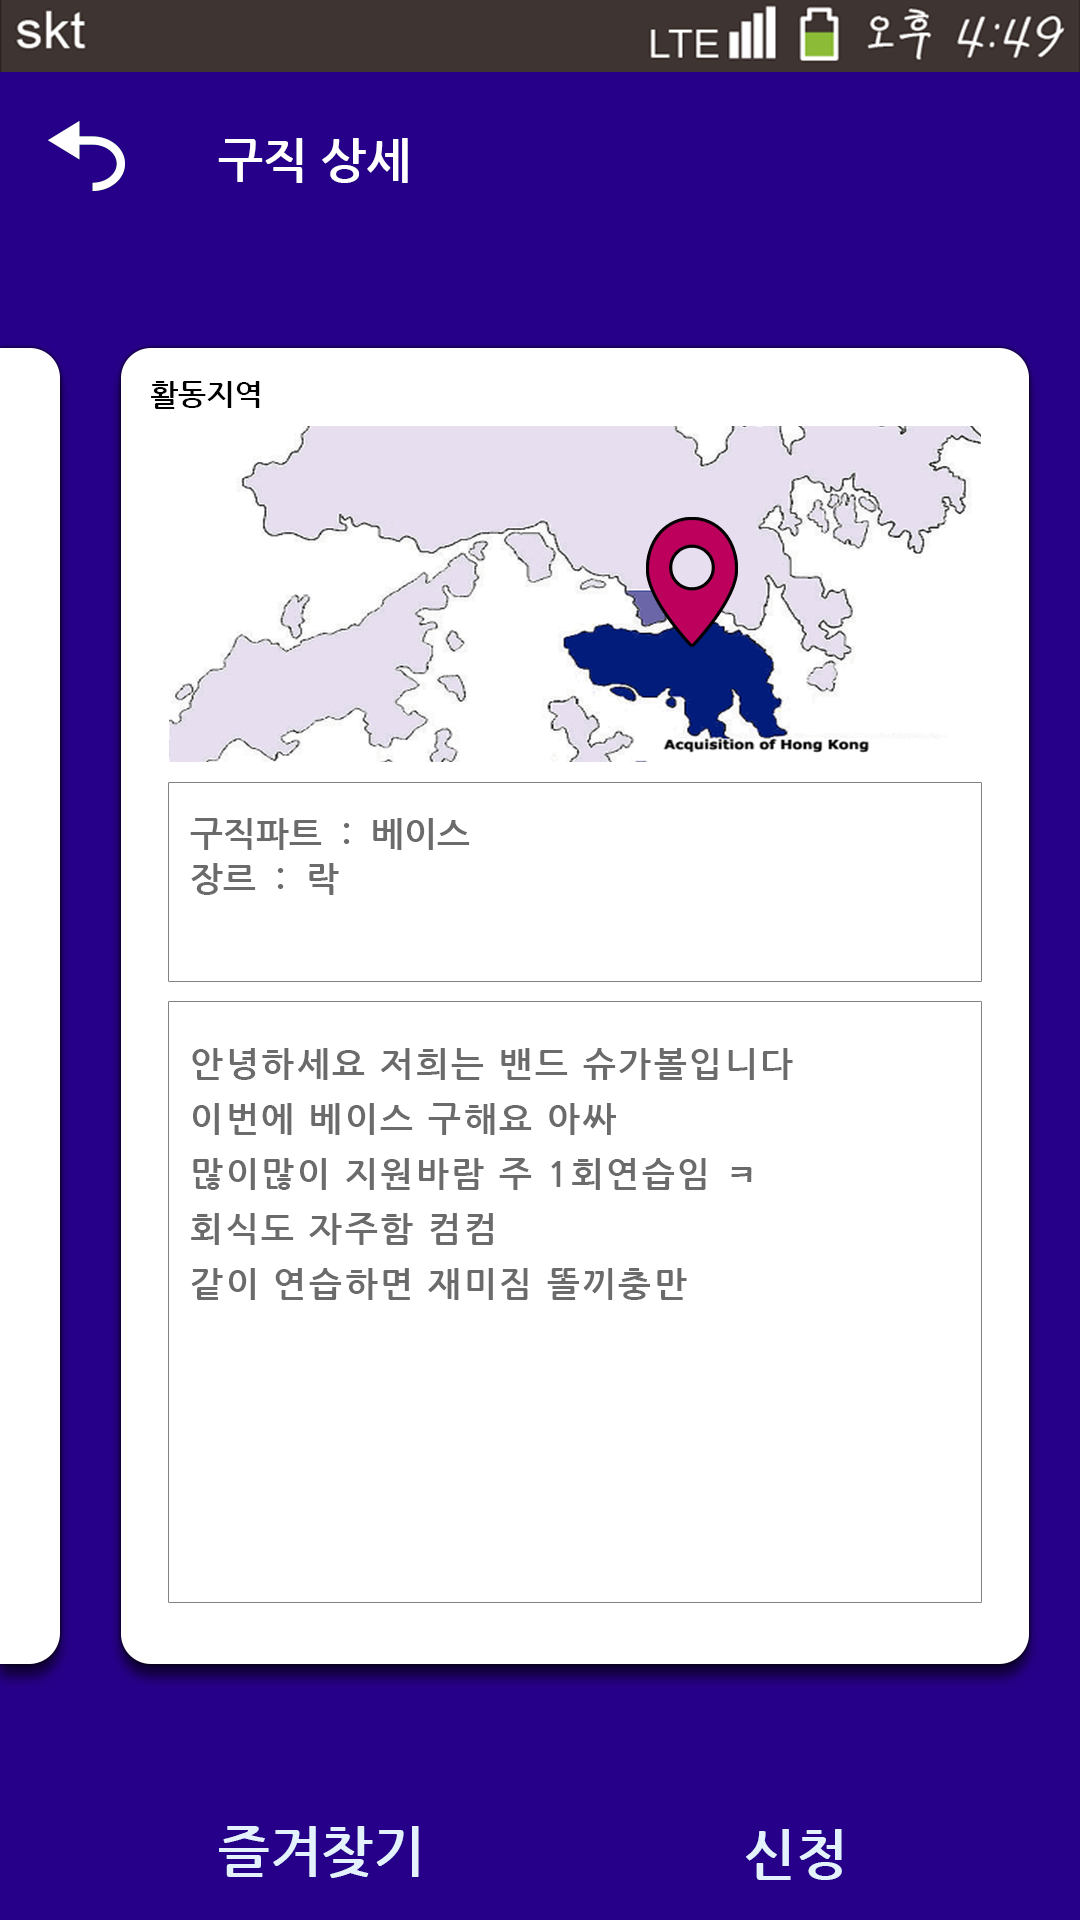 skt LTE 오후 4:49
구직 상세
활동지역
Acquisition of Hong Kong
구직파트 : 베이스
장르 : 락
안녕하세요 저희는 밴드 슈가볼입니다
이번에 베이스 구해요 아싸
많이많이 지원바람 주 1회연습임 ㅋ
회식도 자주함 컴컴
같이 연습하면 재미짐 똘끼충만
즐겨찾기 신청